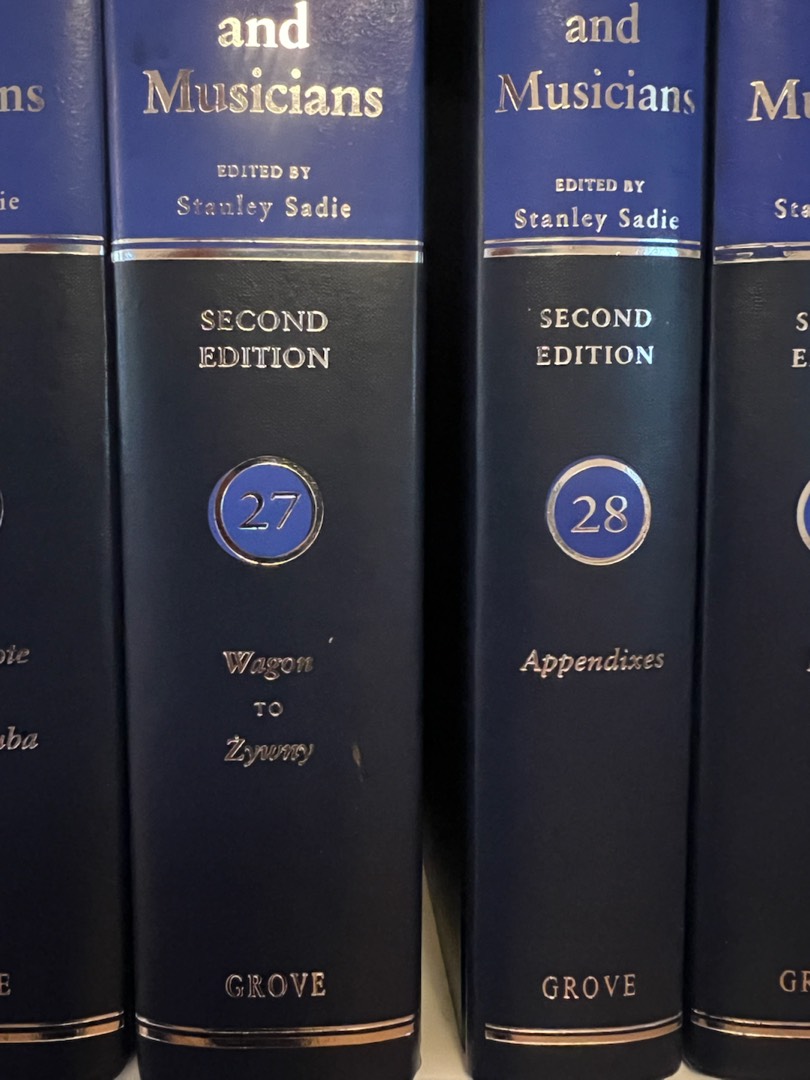 and
Musicians
EDITED BY
Stanley Sadie
SECOND
EDITION
27
Wagon
TO
Żywny
GROVE
and
Musicians
EDITED BY
Stanley Sadie
SECOND
EDITION
28
Appendixes
GROVE